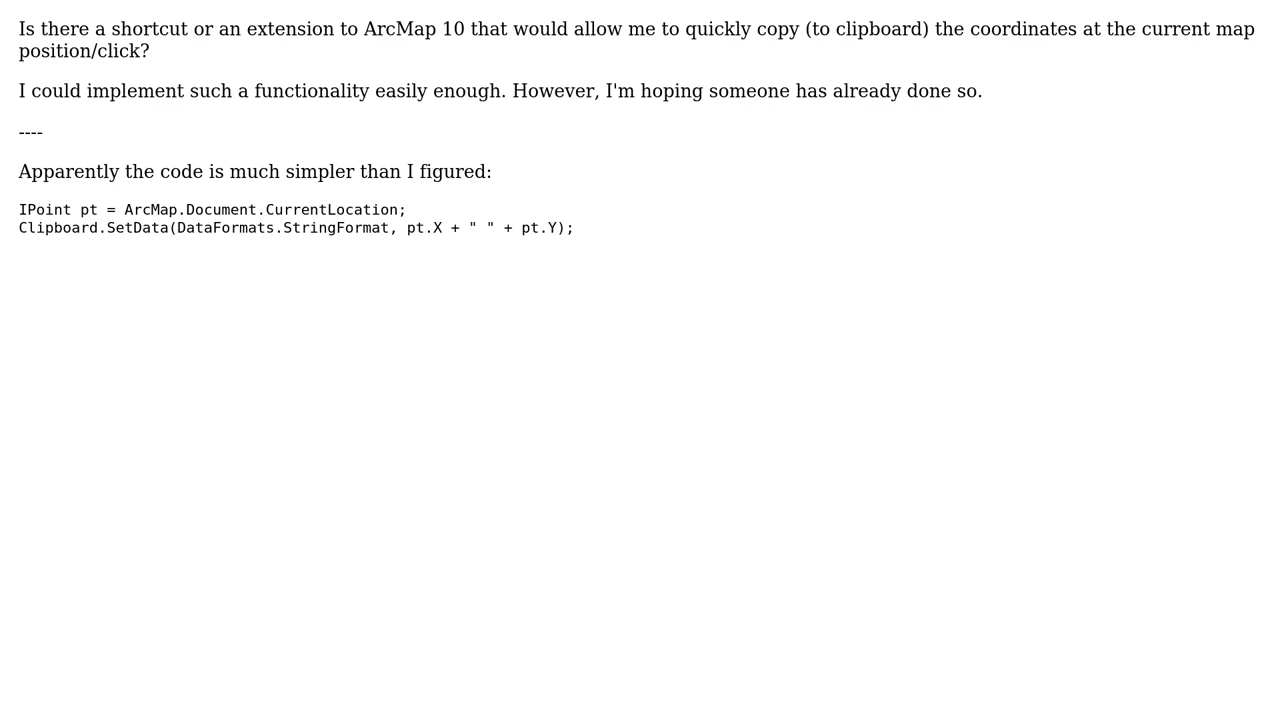 Is there a shortcut or an extension to ArcMap 10 that would allow me to quickly copy (to clipboard) the coordinates at the current map
position/click?
I could implement such a functionality easily enough. However, I'm hoping someone has already done so.
----
Apparently the code is much simpler than I figured:
IPoint pt = ArcMap.Document.CurrentLocation;
Clipboard.SetData(DataFormats.StringFormat, pt.X + " " + pt.Y);